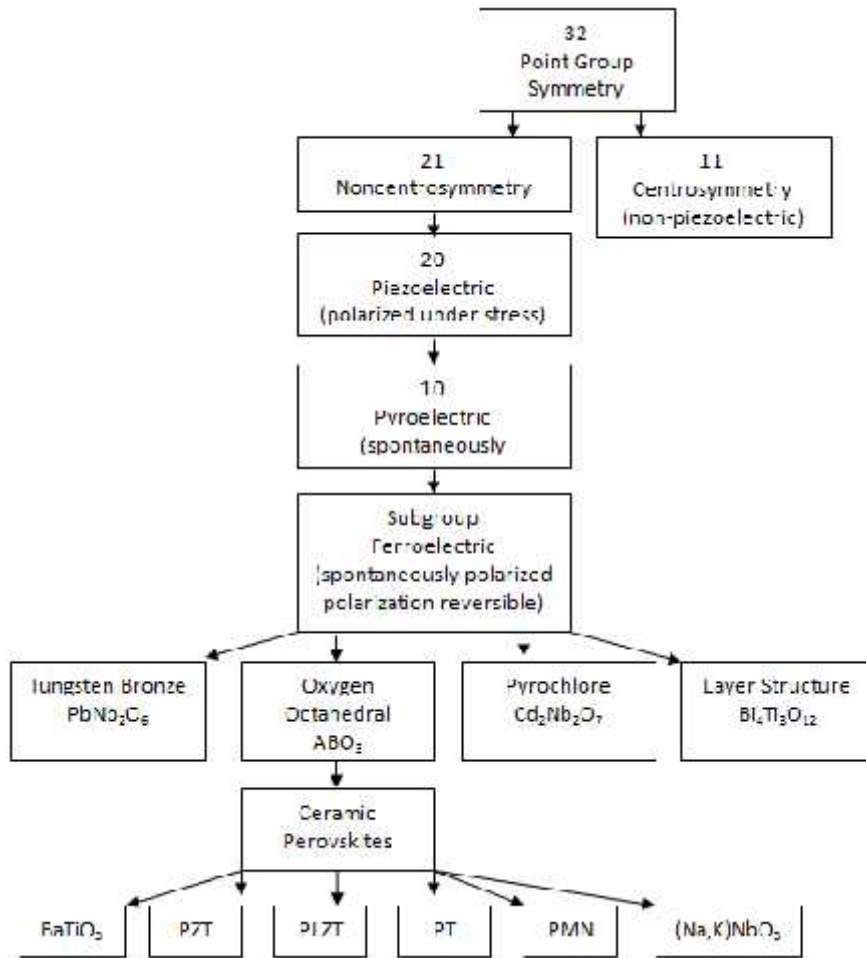 32
Point Group
Symmetry
21
Noncentrosymmetry
11
Centrosymmetry
(non-piezoelectric)
20
Piezoelectric
(polarized under stress)
10
Pyroelectric
(spontaneously
Subgroup
Ferroelectric
(spontaneously polarized
polarization reversible)
Tungsten Bronze
PbNb₂O₆
Oxygen
Octahedral
ABO₃
Pyrochlore
Cd₂Nb₂O₇
Layer Structure
Bi₄Ti₃O₁₂
Ceramic
Perovskites
BaTiO₃
PZT
PLZT
PT
PMN
(Na,K)NbO₃